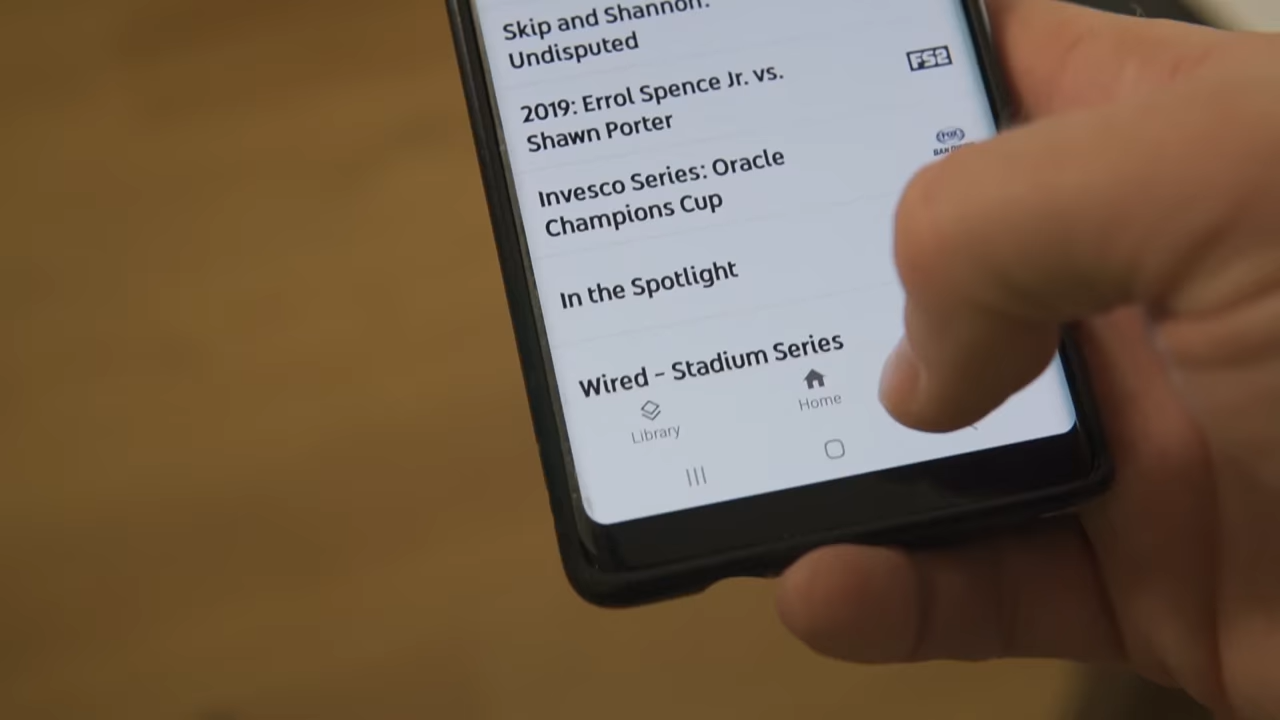 Skip and Shannon:
Undisputed
FS2
2019: Errol Spence Jr. vs.
Shawn Porter
FOX
Invesco Series: Oracle
Champions Cup
In the Spotlight
Wired - Stadium Series
Library
Home